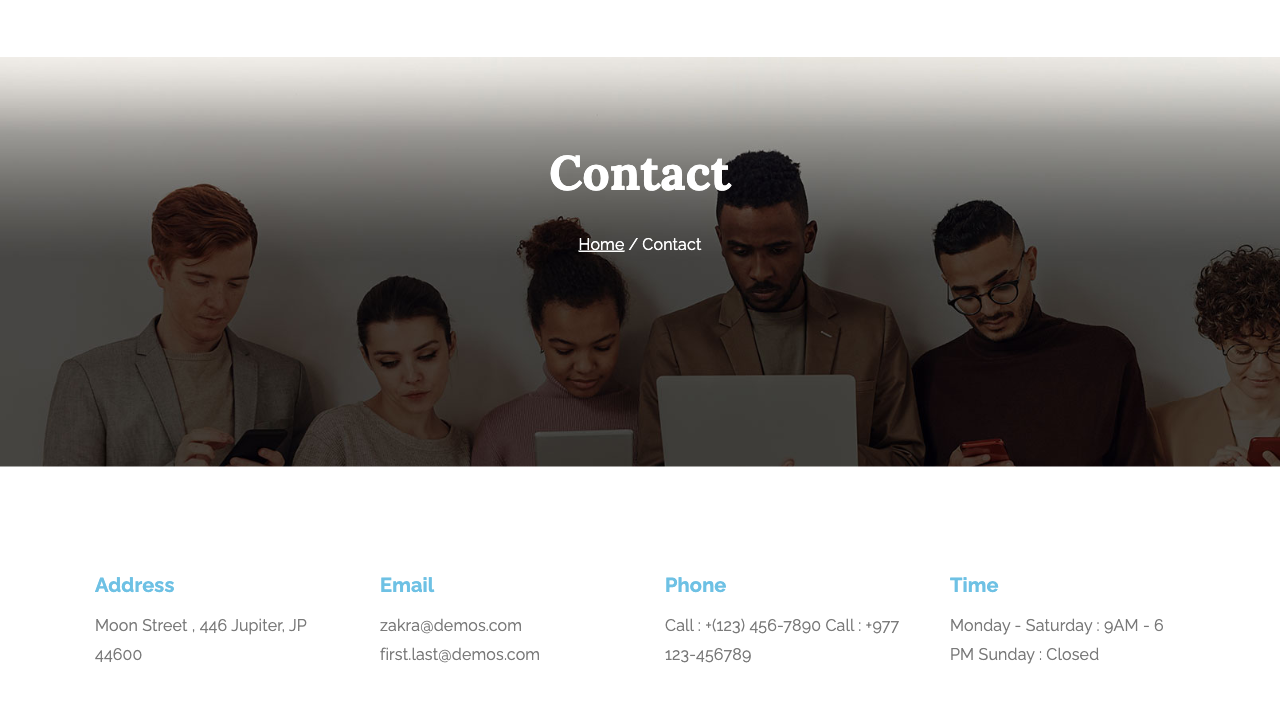 Contact
Home / Contact
Address
Moon Street , 446 Jupiter, JP
44600
Email
zakra@demos.com
first.last@demos.com
Phone
Call : +(123) 456-7890 Call : +977
123-456789
Time
Monday - Saturday : 9AM - 6
PM Sunday : Closed